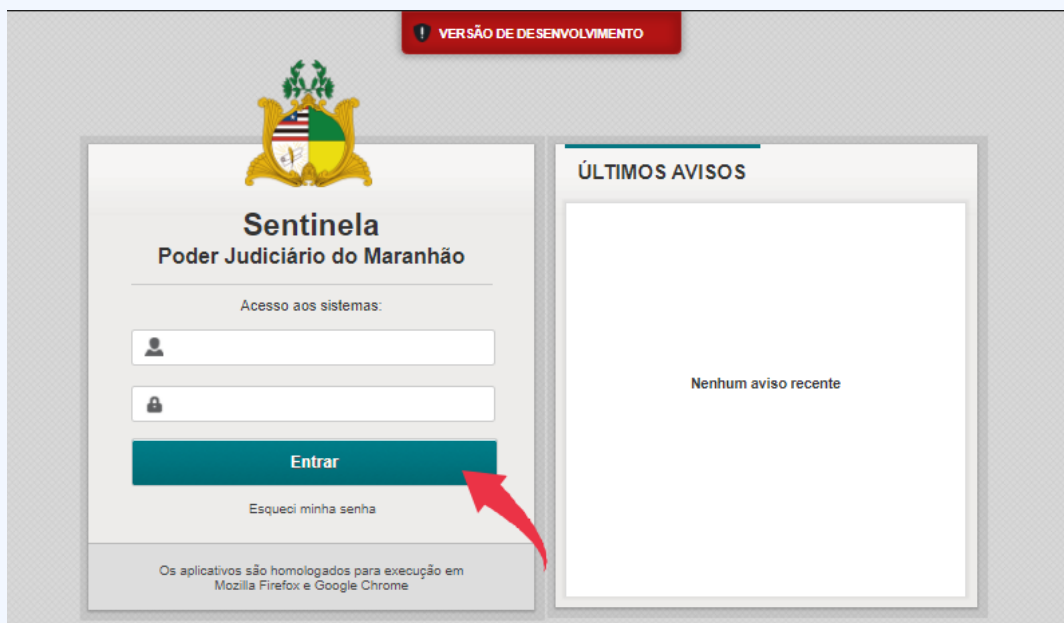 VERSÃO DE DESENVOLVIMENTO
Sentinela
Poder Judiciário do Maranhão
Acesso aos sistemas:
Entrar
Esqueci minha senha
Os aplicativos são homologados para execução em
Mozilla Firefox e Google Chrome
ÚLTIMOS AVISOS
Nenhum aviso recente